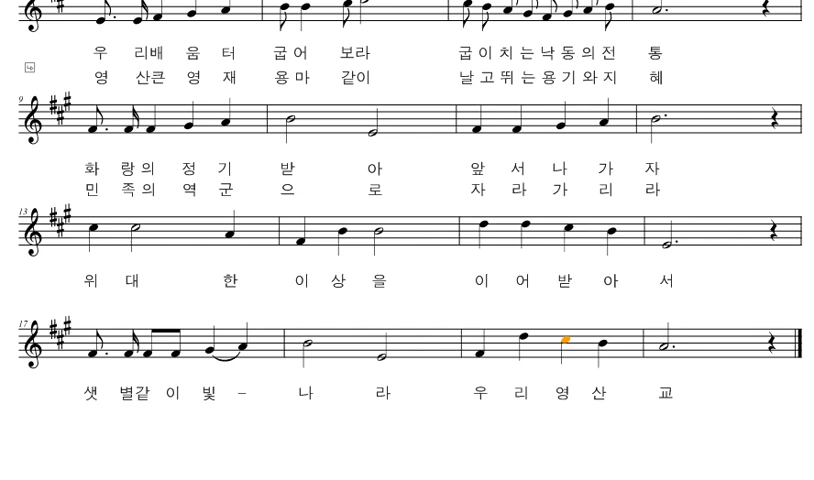 우 리배 움 터 굽 어 보라 굽 이 치 는 낙 동 의 전 통
영 산큰 영 재 용 마 같이 날 고 뛰 는 용 기 와 지 혜
9
화 랑 의 정 기 받 아 앞 서 나 가 자
민 족 의 역 군 으 로 자 라 가 리 라
13
위 대 한 이 상 을 이 어 받 아 서
17
샛 별같 이 빛 – 나 라 우 리 영 산 교